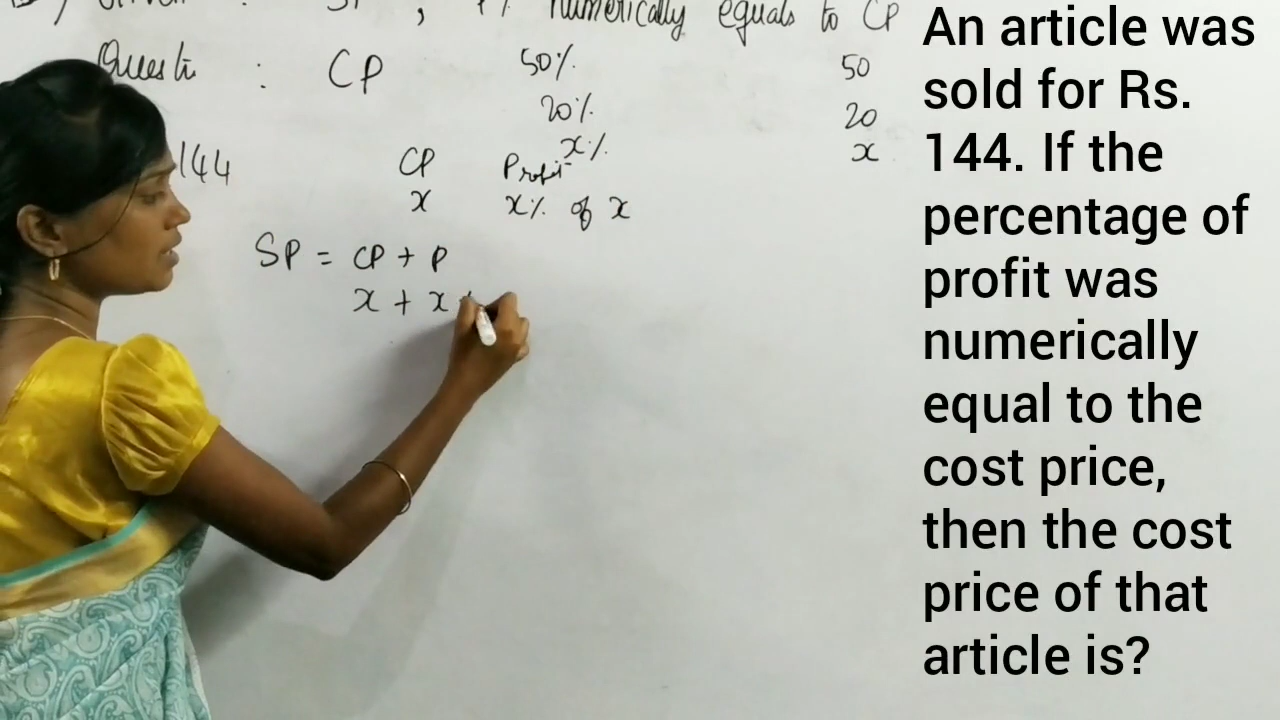 : SP , P% numerically equals to CP
Questn : CP 50% 50
20% 20
x% x
144 CP Profit
x x% of x
SP = CP + P
x + x
An article was
sold for Rs.
144. If the
percentage of
profit was
numerically
equal to the
cost price,
then the cost
price of that
article is?